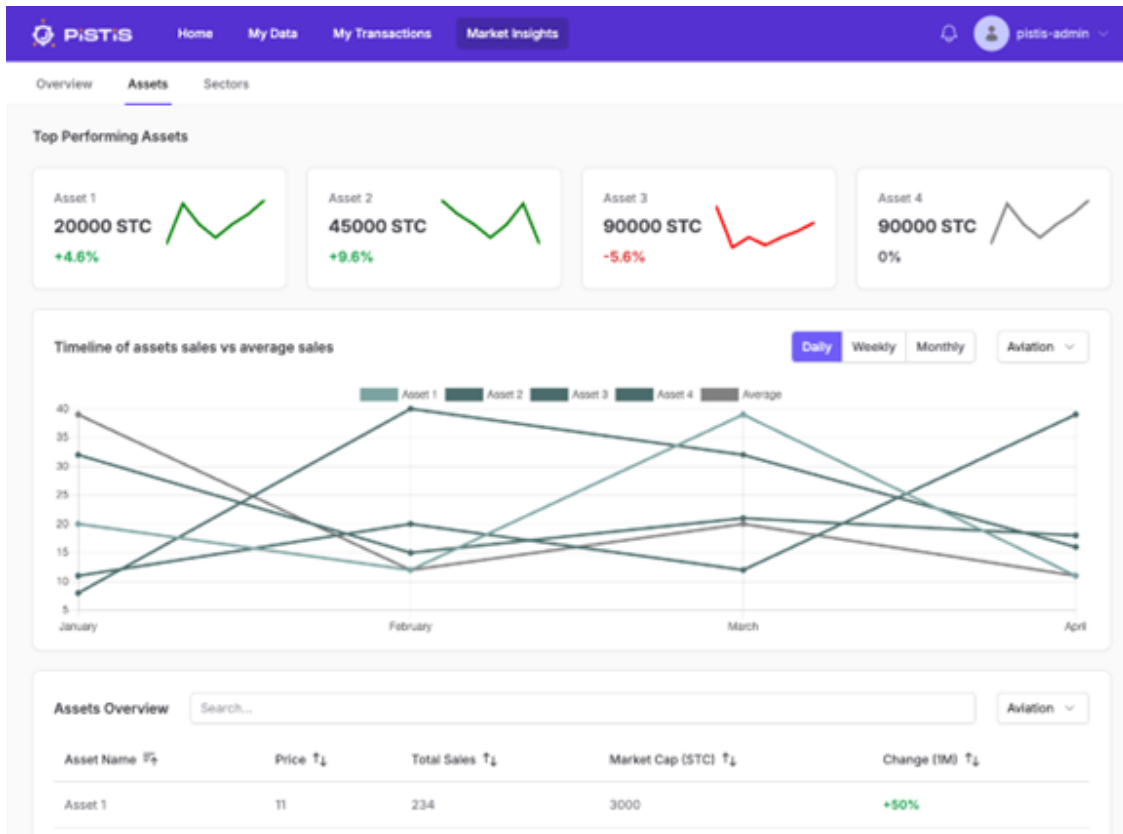 PiSTiS Home My Data My Transactions Market Insights pistis-admin
Overview Assets Sectors
Top Performing Assets
Asset 1
20000 STC
+4.6%
Asset 2
45000 STC
+9.6%
Asset 3
90000 STC
-5.6%
Asset 4
90000 STC
0%
Timeline of assets sales vs average sales Daily Weekly Monthly Aviation
Asset 1 Asset 2 Asset 3 Asset 4 Average
40
35
30
25
20
15
10
5
January February March April
Assets Overview Search... Aviation
Asset Name Price Total Sales Market Cap (STC) Change (1M)
Asset 1 11 234 3000 +50%